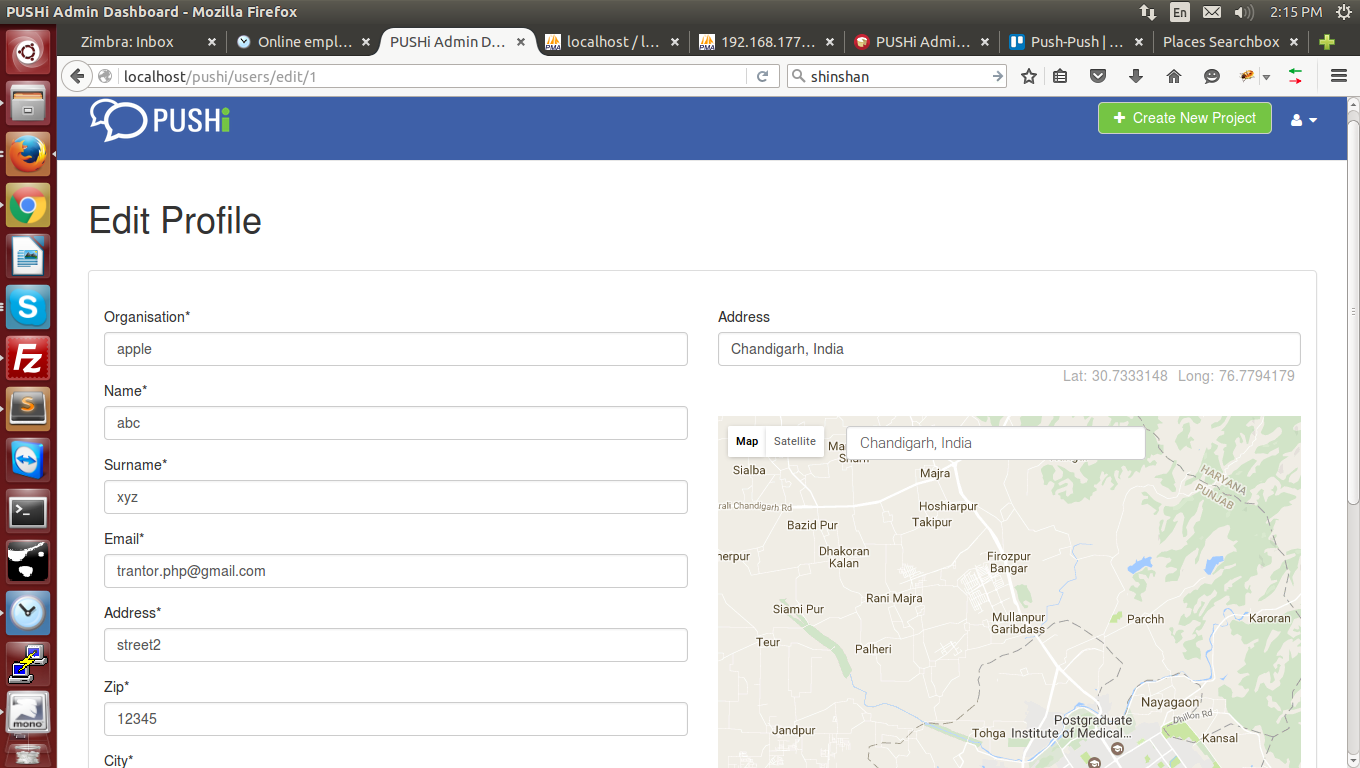 PUSHi Admin Dashboard - Mozilla Firefox
En
2:15 PM
Zimbra: Inbox
Online empl...
PUSHi Admin D...
localhost / l...
192.168.177...
PUSHi Admi...
Push-Push | ...
Places Searchbox
localhost/pushi/users/edit/1
shinshan
PUSHi
Create New Project
Edit Profile
Organisation*
apple
Name*
abc
Surname*
xyz
Email*
trantor.php@gmail.com
Address*
street2
Zip*
12345
City*
Address
Chandigarh, India
Lat: 30.7333148 Long: 76.7794179
Map
Satellite
Chandigarh, India
Sialba
Majra
HARYANA
PUNJAB
rali Chandigarh Rd
Hoshiarpur
Takipur
Bazid Pur
herpur
Dhakoran
Kalan
Firozpur
Bangar
Rani Majra
Siami Pur
Mullanpur
Garibdass
Parchh
Karoran
Teur
Palheri
Nayagaon
Dhillon Rd
Jandpur
Tohga
Postgraduate
Institute of Medical...
Kansal
mono